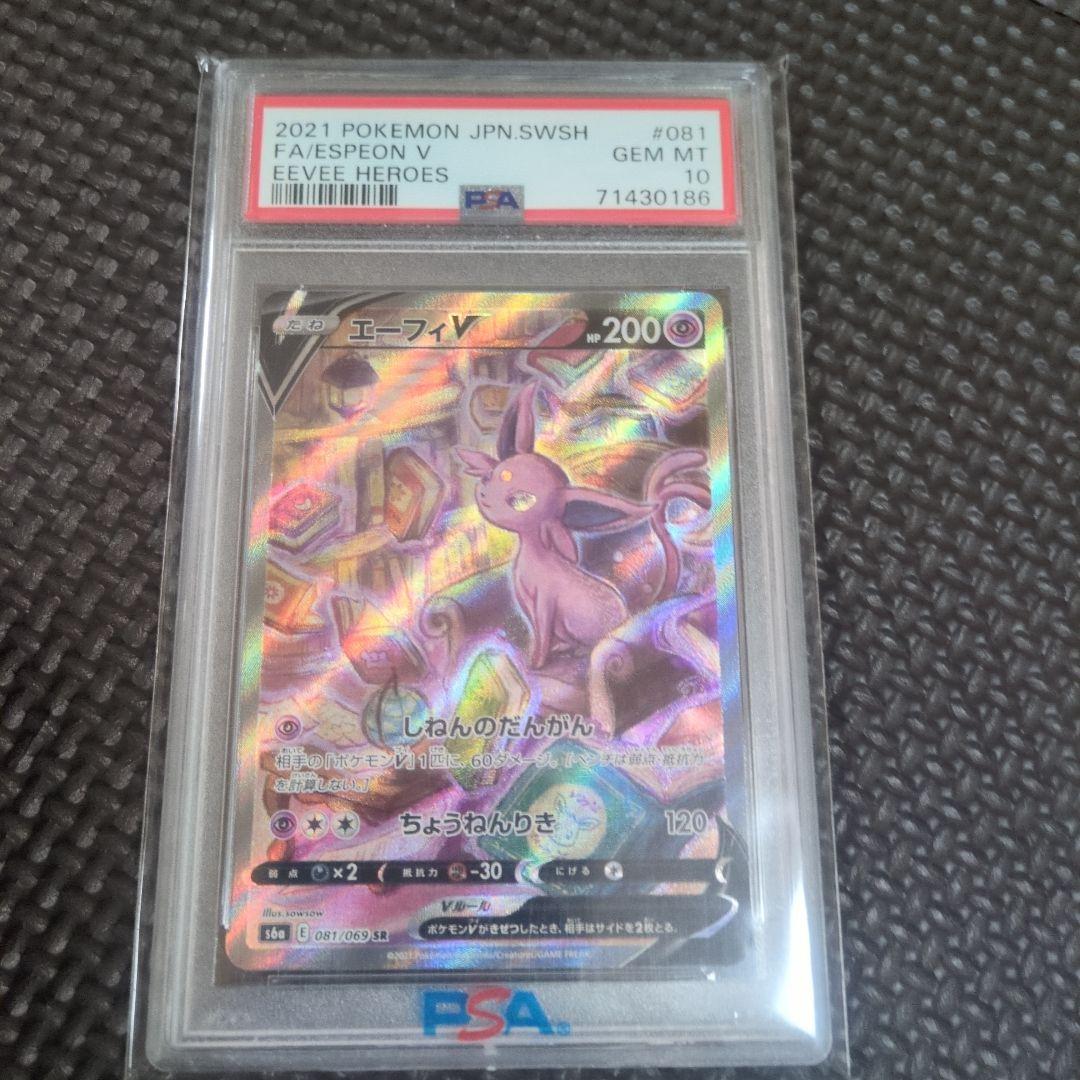 2021 POKEMON JPN.SWSH #081
FA/ESPEON V GEM MT
EEVEE HEROES 10
PSA 71430186
たね エーフィV HP200
しねんのだんがん
相手の「ポケモンV」1匹に、60ダメージ。［ベンチは弱点・抵抗力
を計算しない。］
ちょうねんりき 120
弱点 ×2 抵抗力 -30 にげる
Vルール
illus.sowsow
ポケモンVがきぜつしたとき、相手はサイドを2枚とる。
s6a E 081/069 SR
©2021 Pokémon/Nintendo/Creatures/GAME FREAK.
PSA®